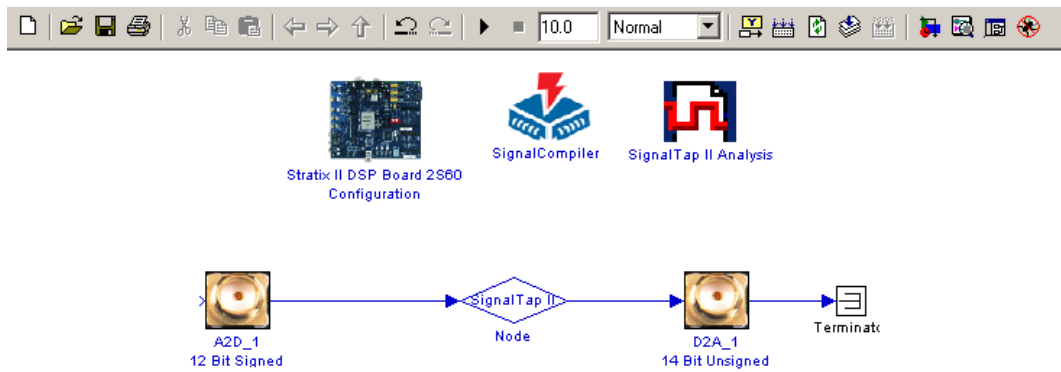 10.0 Normal
SignalCompiler
SignalTap II Analysis
Stratix II DSP Board 2S60
Configuration
SignalTap II
Node
A2D_1
12 Bit Signed
D2A_1
14 Bit Unsigned
Terminato